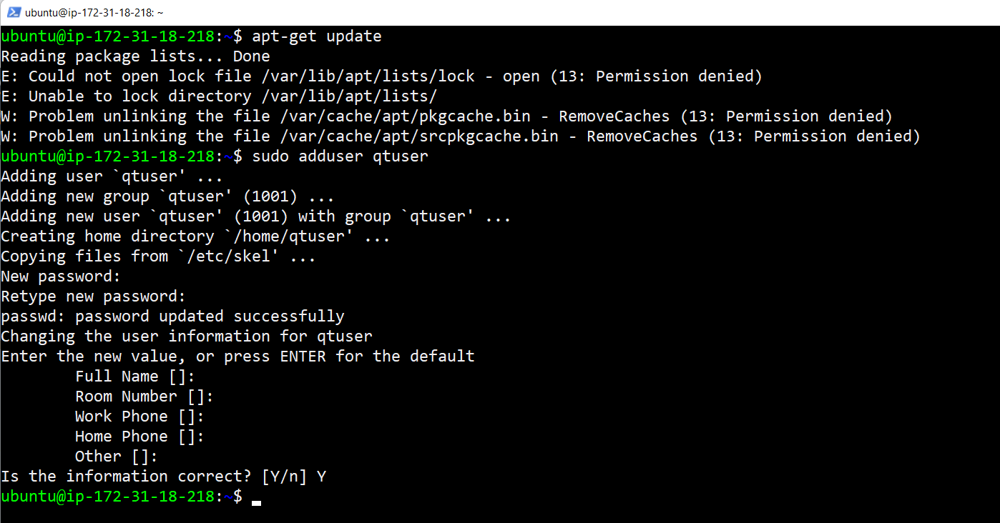 ubuntu@ip-172-31-18-218: ~
ubuntu@ip-172-31-18-218:~$ apt-get update
Reading package lists... Done
E: Could not open lock file /var/lib/apt/lists/lock - open (13: Permission denied)
E: Unable to lock directory /var/lib/apt/lists/
W: Problem unlinking the file /var/cache/apt/pkgcache.bin - RemoveCaches (13: Permission denied)
W: Problem unlinking the file /var/cache/apt/srcpkgcache.bin - RemoveCaches (13: Permission denied)
ubuntu@ip-172-31-18-218:~$ sudo adduser qtuser
Adding user `qtuser' ...
Adding new group `qtuser' (1001) ...
Adding new user `qtuser' (1001) with group `qtuser' ...
Creating home directory `/home/qtuser' ...
Copying files from `/etc/skel' ...
New password:
Retype new password:
passwd: password updated successfully
Changing the user information for qtuser
Enter the new value, or press ENTER for the default
        Full Name []:
        Room Number []:
        Work Phone []:
        Home Phone []:
        Other []:
Is the information correct? [Y/n] Y
ubuntu@ip-172-31-18-218:~$